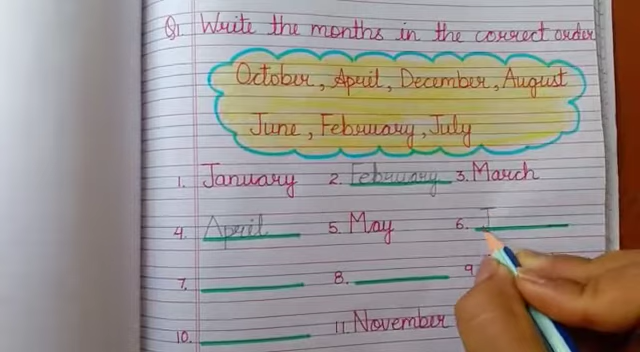 Q1. Write the months in the correct order
October, April, December, August
June, February, July
1. January 2. February 3. March
4. April 5. May 6. J
7. 8. 9
10. 11. November